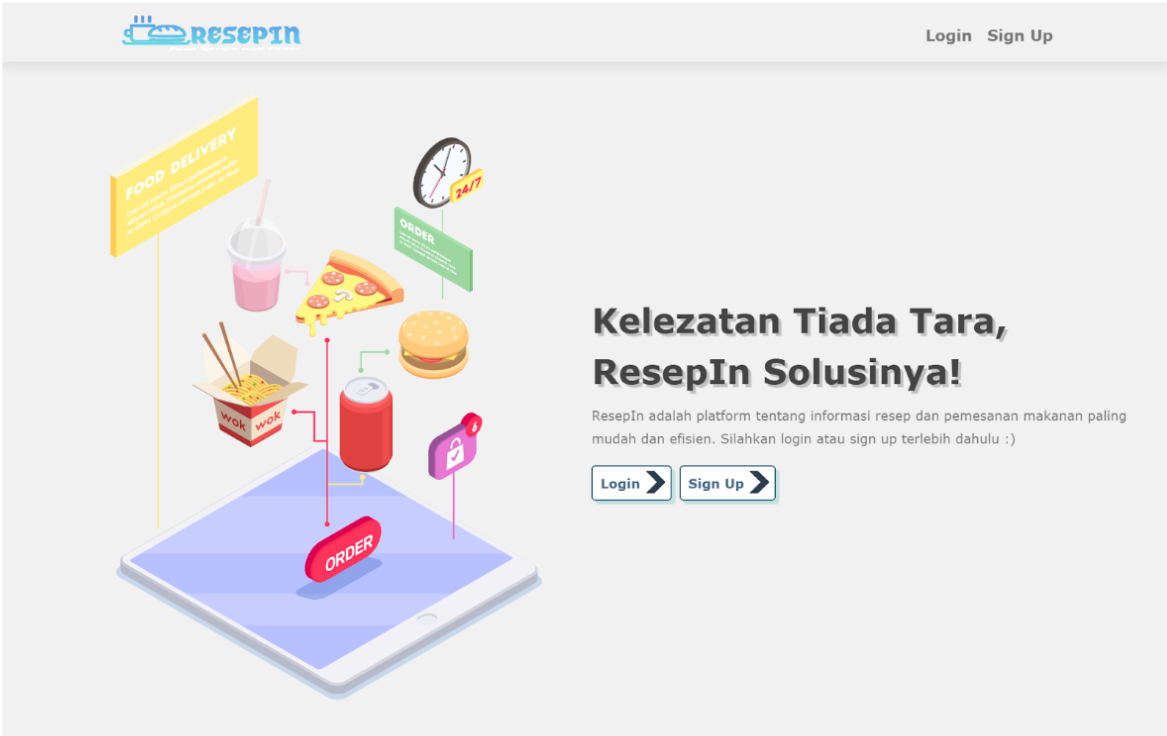 RESEPIN
Login Sign Up
FOOD DELIVERY
24/7
ORDER
wok wok
6
ORDER
Kelezatan Tiada Tara,
ResepIn Solusinya!
ResepIn adalah platform tentang informasi resep dan pemesanan makanan paling
mudah dan efisien. Silahkan login atau sign up terlebih dahulu :)
Login Sign Up